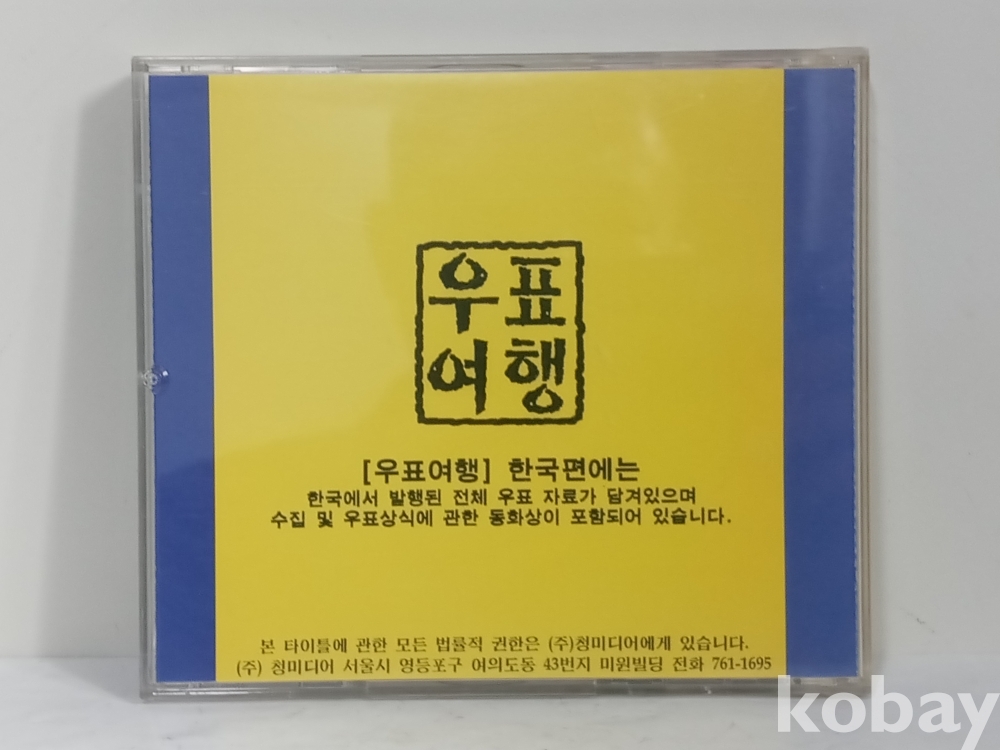 우표
여행
[우표여행] 한국편에는
한국에서 발행된 전체 우표 자료가 담겨있으며
수집 및 우표상식에 관한 동화상이 포함되어 있습니다.
본 타이틀에 관한 모든 법률적 권한은 (주)청미디어에게 있습니다.
(주) 청미디어 서울시 영등포구 여의도동 43번지 미원빌딩 전화 761-1695
kobay